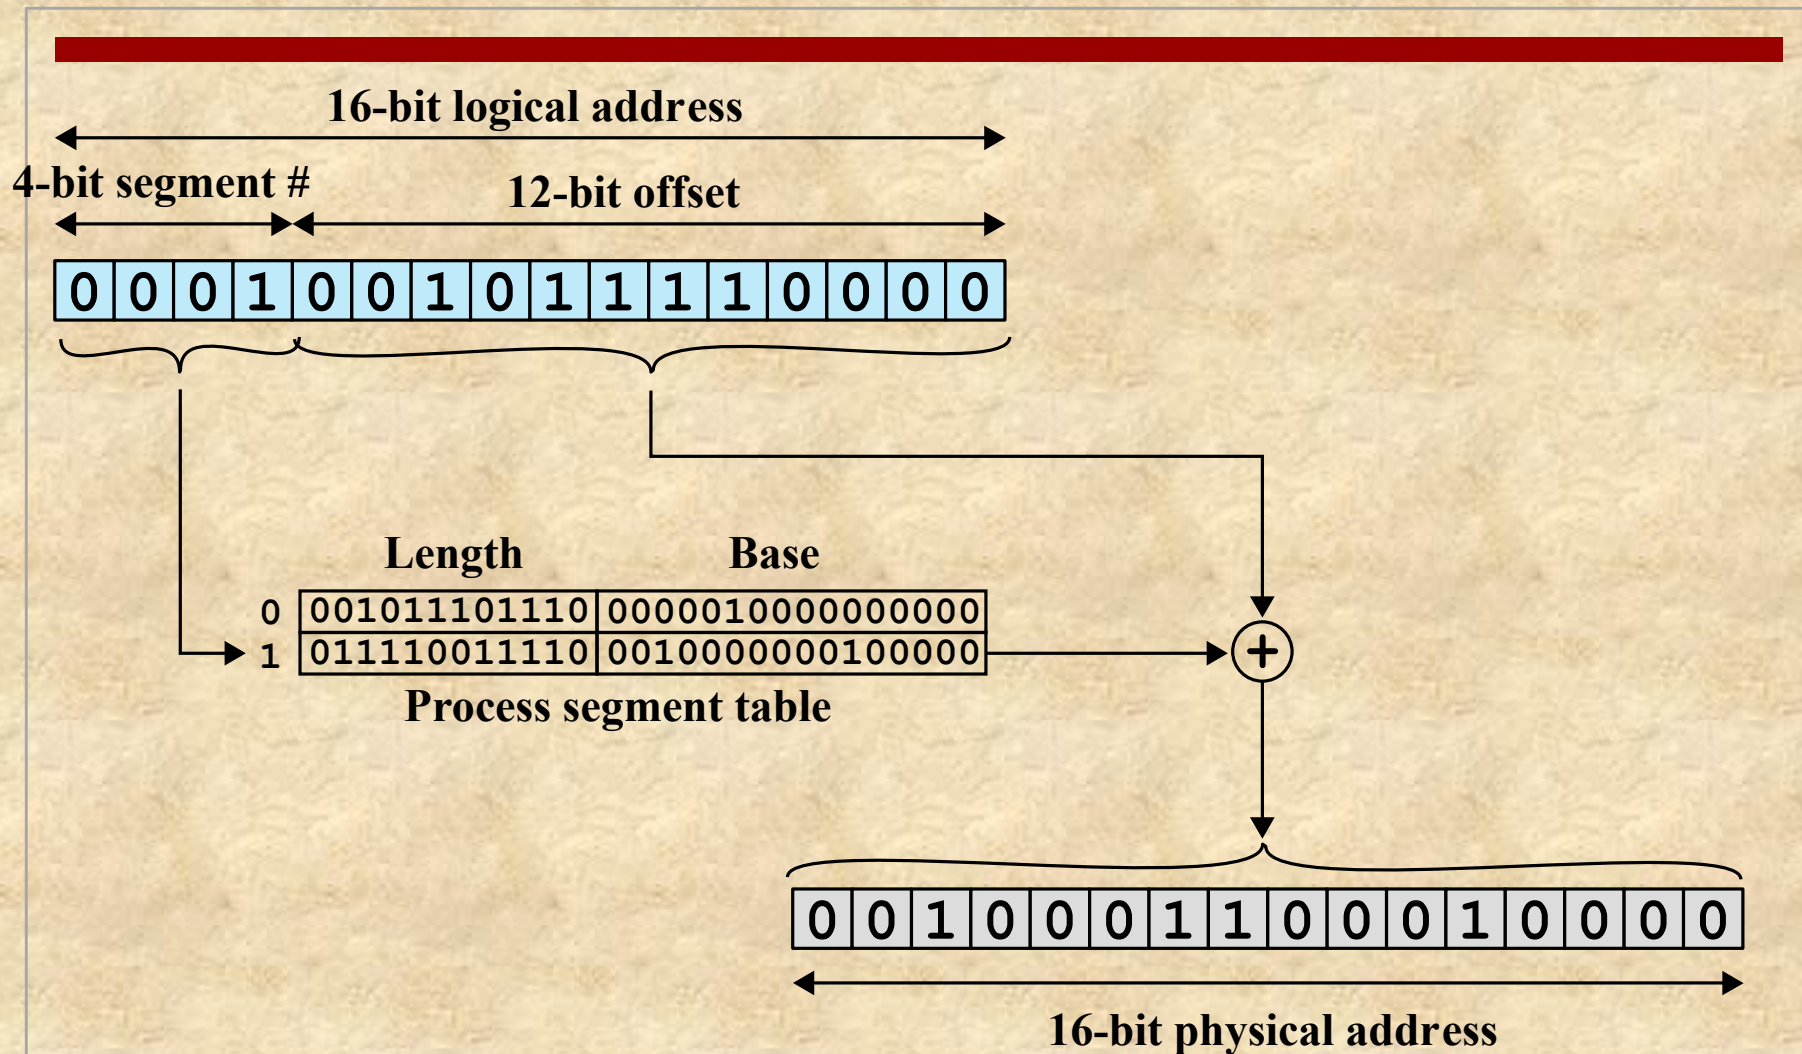 16-bit logical address
4-bit segment #
12-bit offset
0 0 0 1 0 0 1 0 1 1 1 1 0 0 0 0
Length Base
0 001011101110 0000010000000000
1 011110011110 0010000000100000
+
Process segment table
0 0 1 0 0 0 1 1 0 0 0 1 0 0 0 0
16-bit physical address